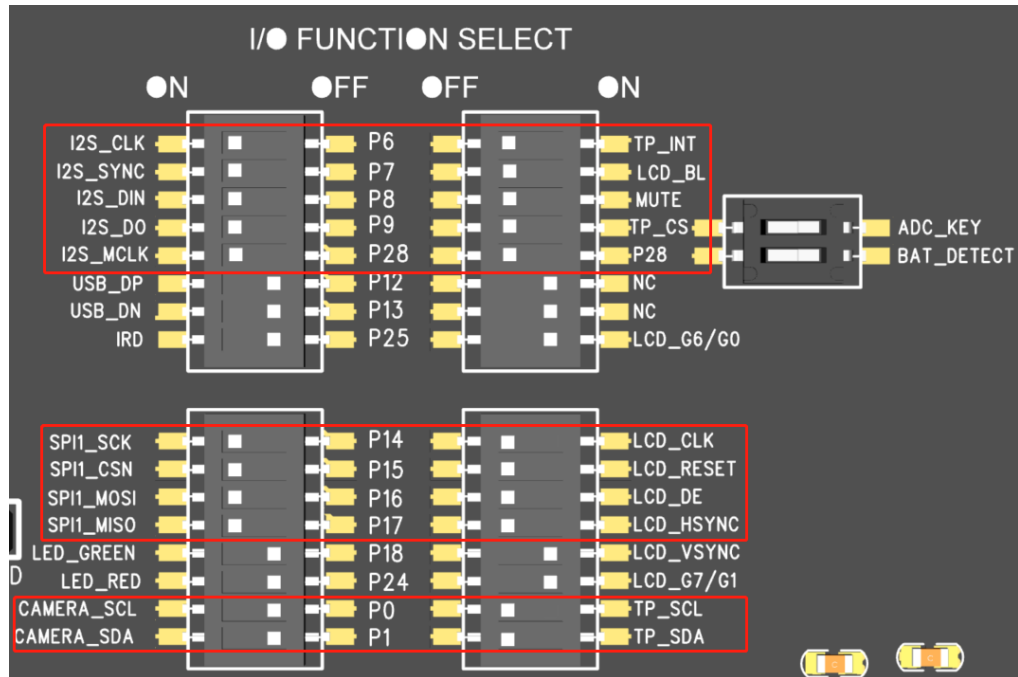 I/O FUNCTION SELECT
ON OFF OFF ON
I2S_CLK P6 TP_INT
I2S_SYNC P7 LCD_BL
I2S_DIN P8 MUTE
I2S_DO P9 TP_CS ADC_KEY
I2S_MCLK P28 P28 BAT_DETECT
USB_DP P12 NC
USB_DN P13 NC
IRD P25 LCD_G6/G0
SPI1_SCK P14 LCD_CLK
SPI1_CSN P15 LCD_RESET
SPI1_MOSI P16 LCD_DE
SPI1_MISO P17 LCD_HSYNC
LED_GREEN P18 LCD_VSYNC
D LED_RED P24 LCD_G7/G1
CAMERA_SCL P0 TP_SCL
CAMERA_SDA P1 TP_SDA
C C